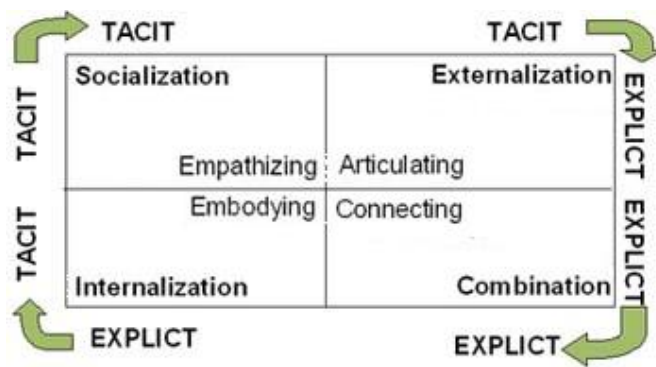 TACIT TACIT
Socialization Externalization
TACIT EXPLICT
Empathizing Articulating
Embodying Connecting
TACIT EXPLICT
Internalization Combination
EXPLICT EXPLICT